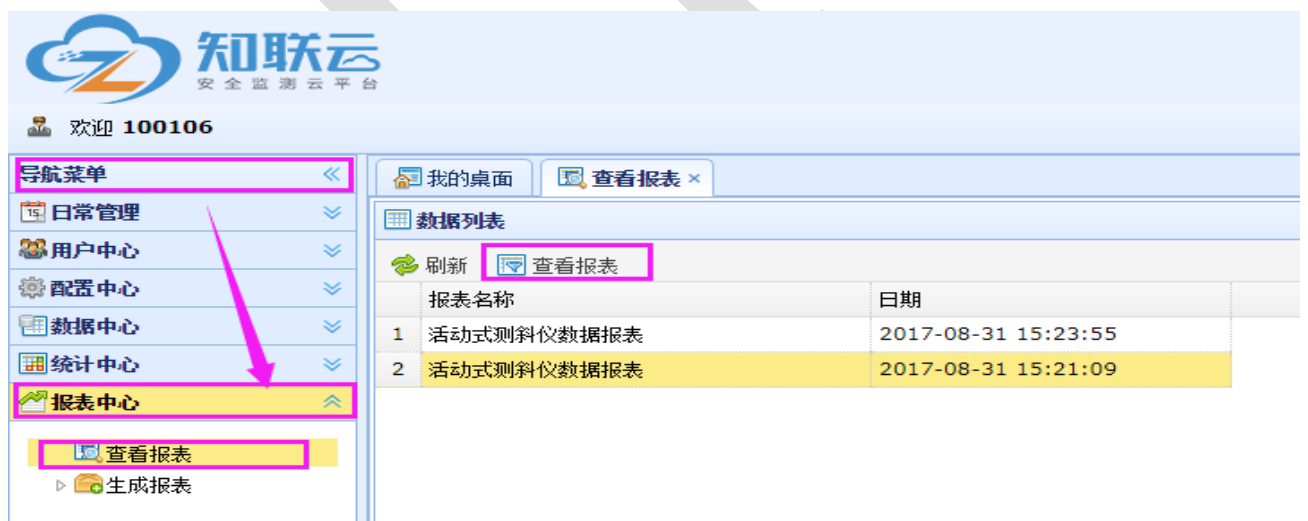 知联云
安全监测云平台
欢迎 100106
导航菜单
日常管理
用户中心
配置中心
数据中心
统计中心
报表中心
查看报表
生成报表
我的桌面 查看报表 ×
数据列表
刷新 查看报表
报表名称 日期
1 活动式测斜仪数据报表 2017-08-31 15:23:55
2 活动式测斜仪数据报表 2017-08-31 15:21:09